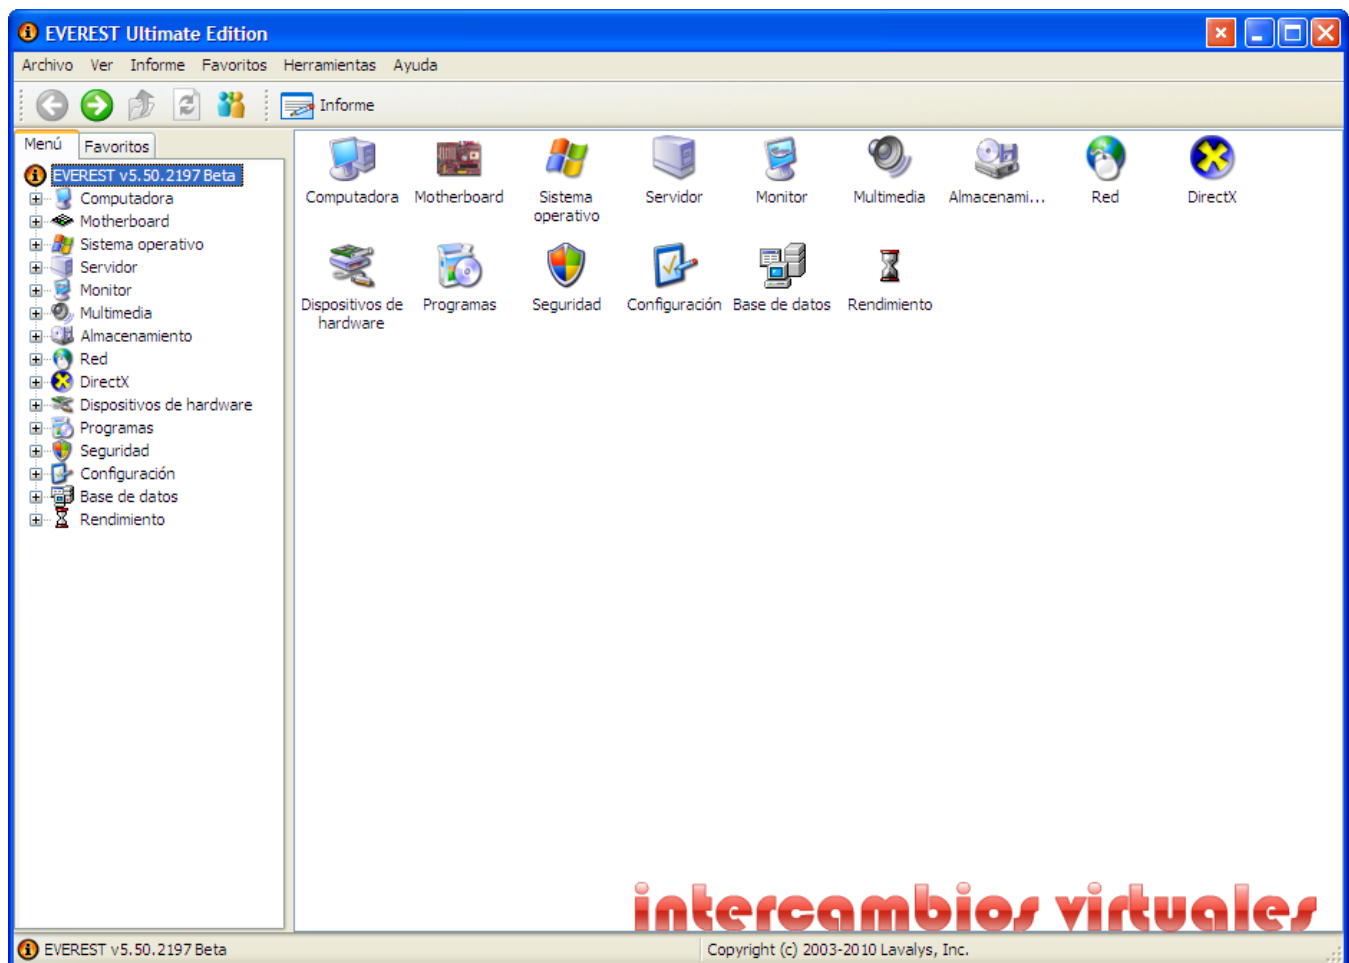 EVEREST Ultimate Edition
Archivo Ver Informe Favoritos Herramientas Ayuda
Informe
Menú Favoritos
EVEREST v5.50.2197 Beta
Computadora
Motherboard
Sistema operativo
Servidor
Monitor
Multimedia
Almacenamiento
Red
DirectX
Dispositivos de hardware
Programas
Seguridad
Configuración
Base de datos
Rendimiento
Computadora Motherboard Sistema operativo Servidor Monitor Multimedia Almacenami... Red DirectX
Dispositivos de hardware Programas Seguridad Configuración Base de datos Rendimiento
intercambios virtuales
EVEREST v5.50.2197 Beta Copyright (c) 2003-2010 Lavalys, Inc.